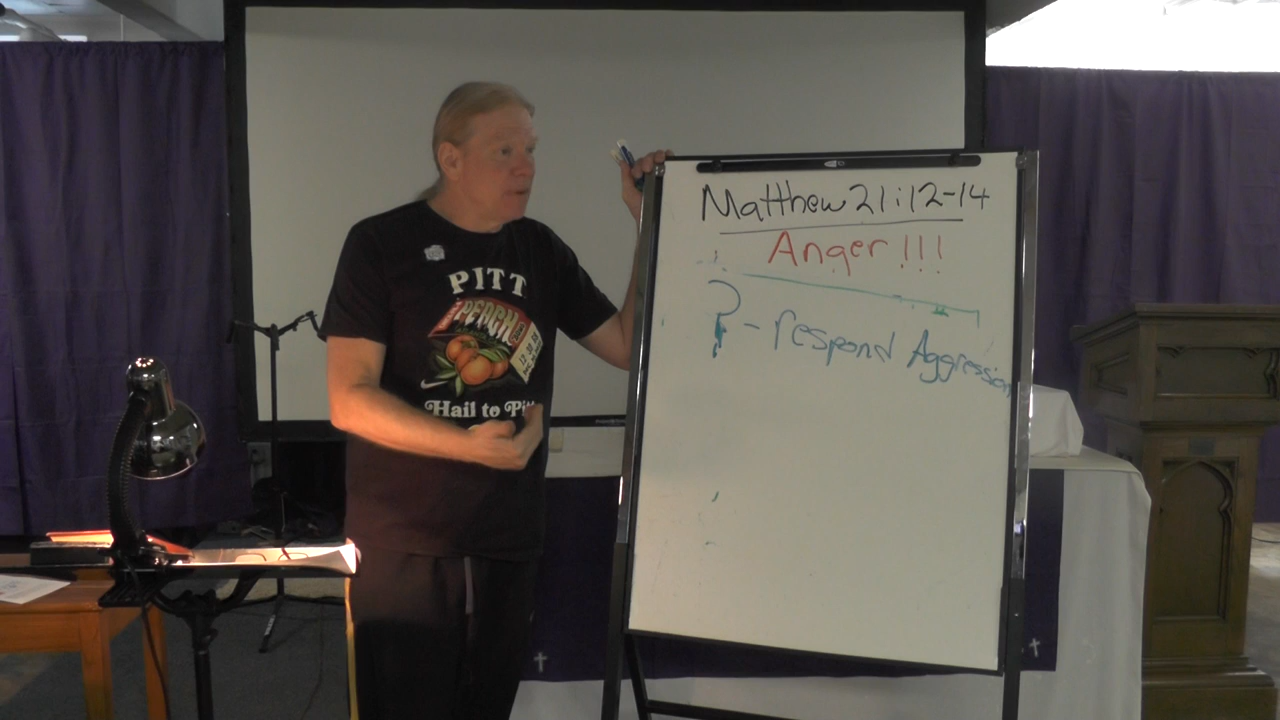 Matthew 21:12-14
Anger!!!
? - respond Aggression
PITT
PEACH
Hail to Pitt